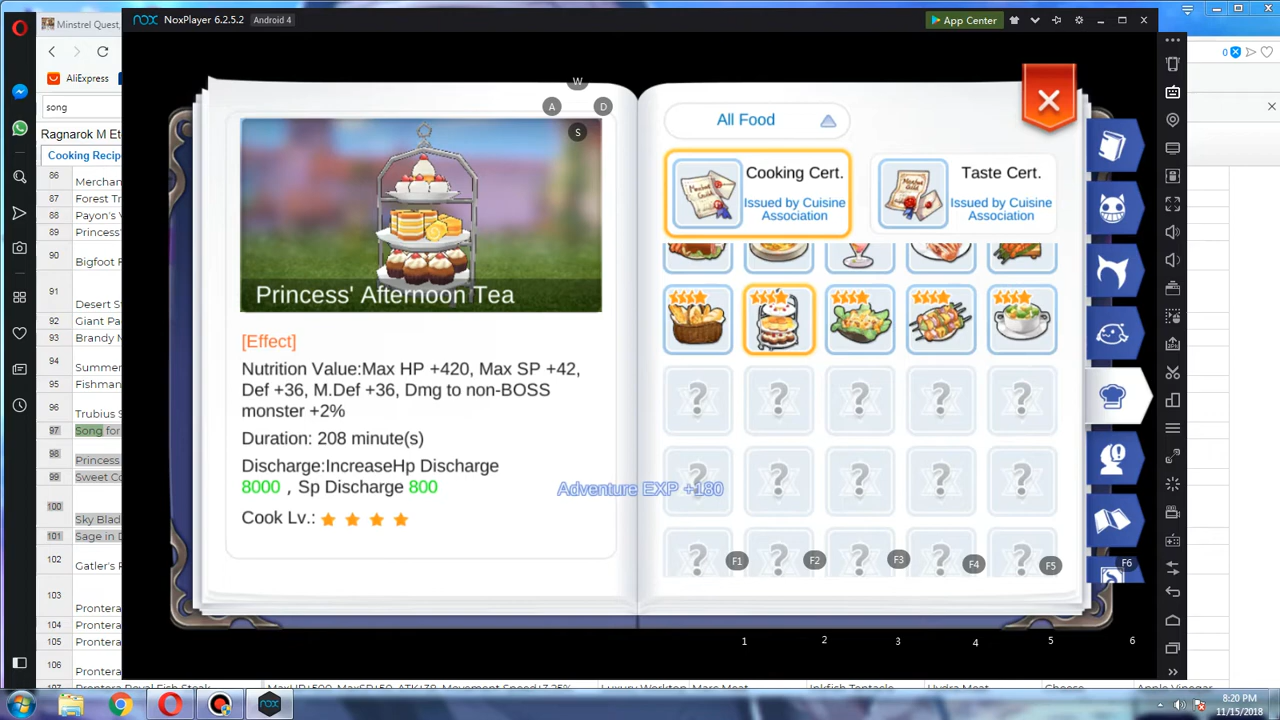 Minstrel Quest,
nox NoxPlayer 6.2.5.2 Android 4
App Center
AliExpress
0
song
Ragnarok M Et
Cooking Recip
86
Merchan
87 Forest Tr
88 Payon's
89 Princess'
90 Bigfoot
91 Desert S
92 Giant Pa
93 Brandy M
94 Summer
95 Fishman
96 Trubius S
97 Song for
98 Princess
99 Sweet Co
100
Sky Blad
101 Sage in D
102 Gatler's F
103
Pronter
104 Pronter
105 Pronter
106
Pronter
W
A D
S
Princess' Afternoon Tea
[Effect]
Nutrition Value:Max HP +420, Max SP +42,
Def +36, M.Def +36, Dmg to non-BOSS
monster +2%
Duration: 208 minute(s)
Discharge:IncreaseHp Discharge
8000 , Sp Discharge 800
Cook Lv.:
All Food
Cooking Cert.
Issued by Cuisine
Association
Taste Cert.
Issued by Cuisine
Association
? ? ? ? ?
? ? ? ? ?
? ? ? ? ?
Adventure EXP +180
F1 F2 F3 F4 F5 F6
1 2 3 4 5 6
8:20 PM
11/15/2018